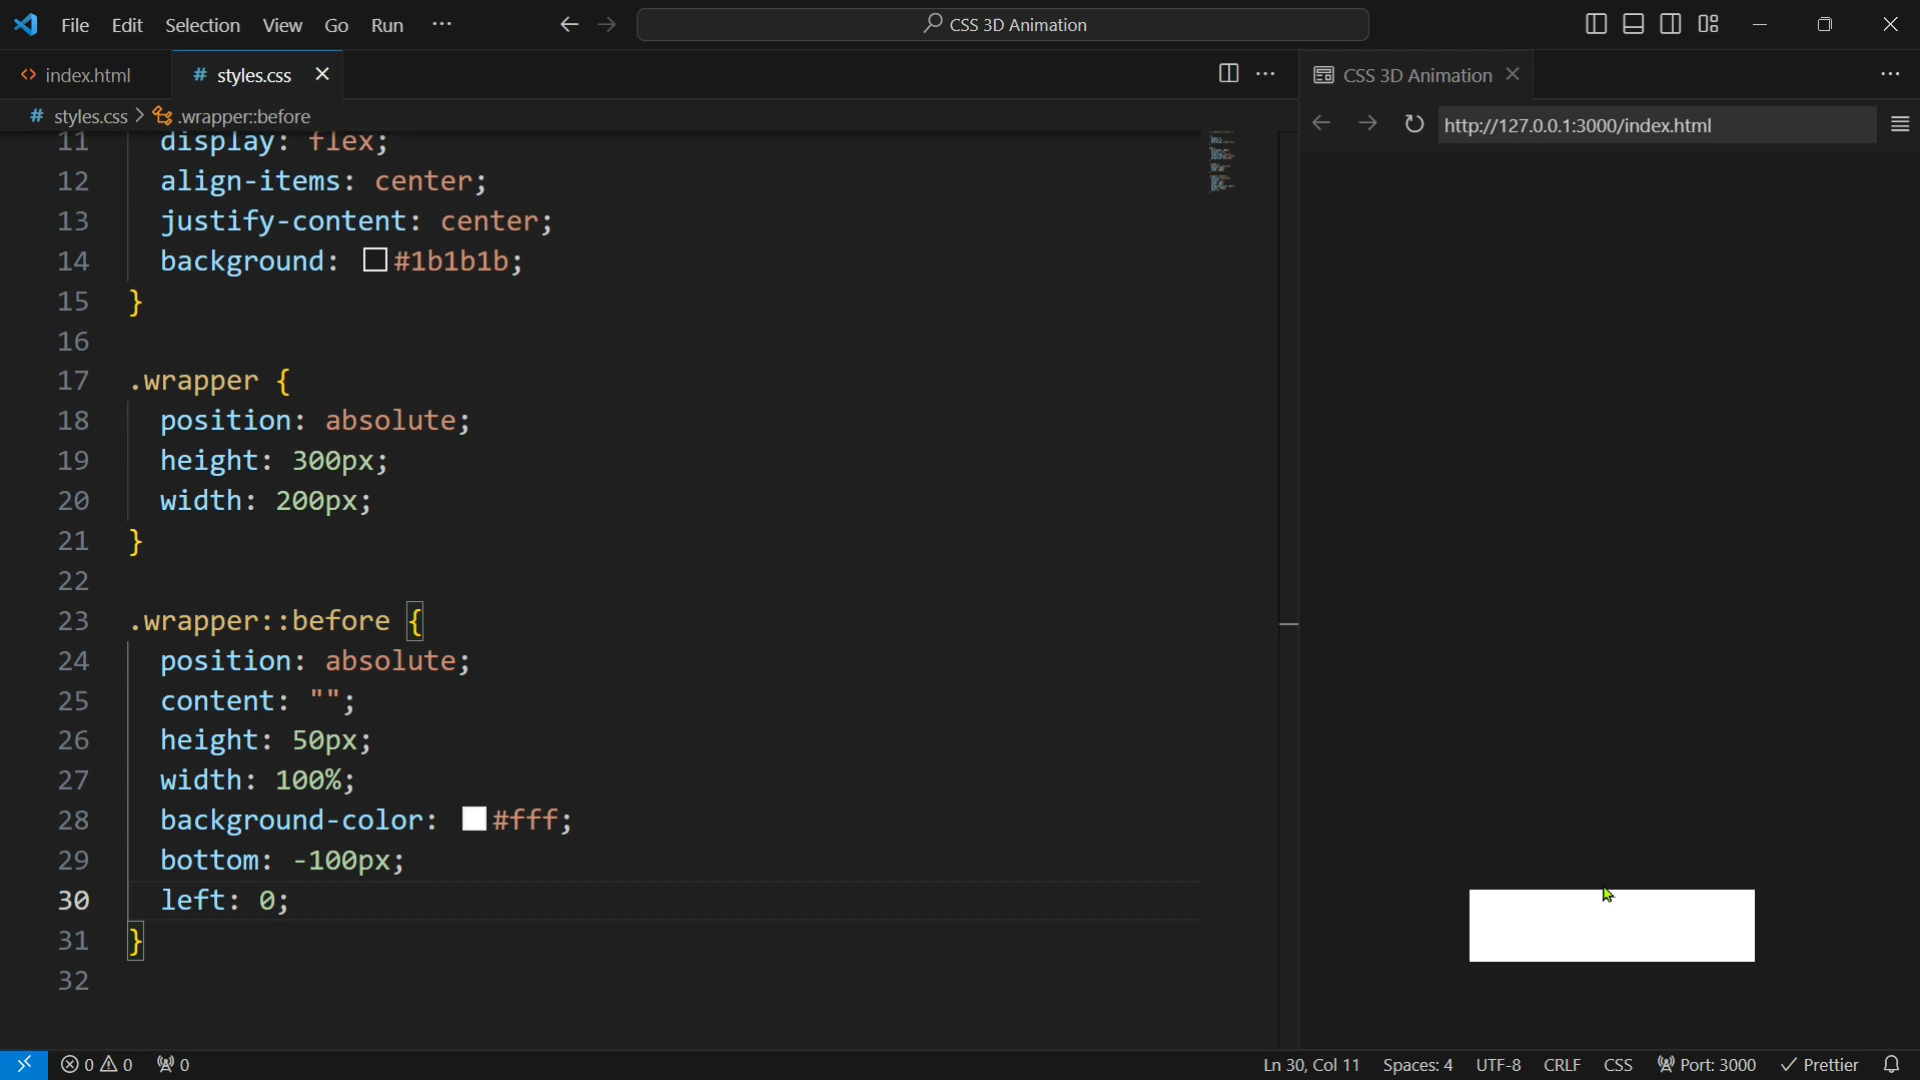 File Edit Selection View Go Run ··· CSS 3D Animation
index.html # styles.css CSS 3D Animation
# styles.css > .wrapper::before
http://127.0.0.1:3000/index.html
11 display: flex;
12 align-items: center;
13 justify-content: center;
14 background: #1b1b1b;
15 }
16
17 .wrapper {
18 position: absolute;
19 height: 300px;
20 width: 200px;
21 }
22
23 .wrapper::before {
24 position: absolute;
25 content: "";
26 height: 50px;
27 width: 100%;
28 background-color: #fff;
29 bottom: -100px;
30 left: 0;
31 }
32
0 0 0 Ln 30, Col 11 Spaces: 4 UTF-8 CRLF CSS Port: 3000 Prettier